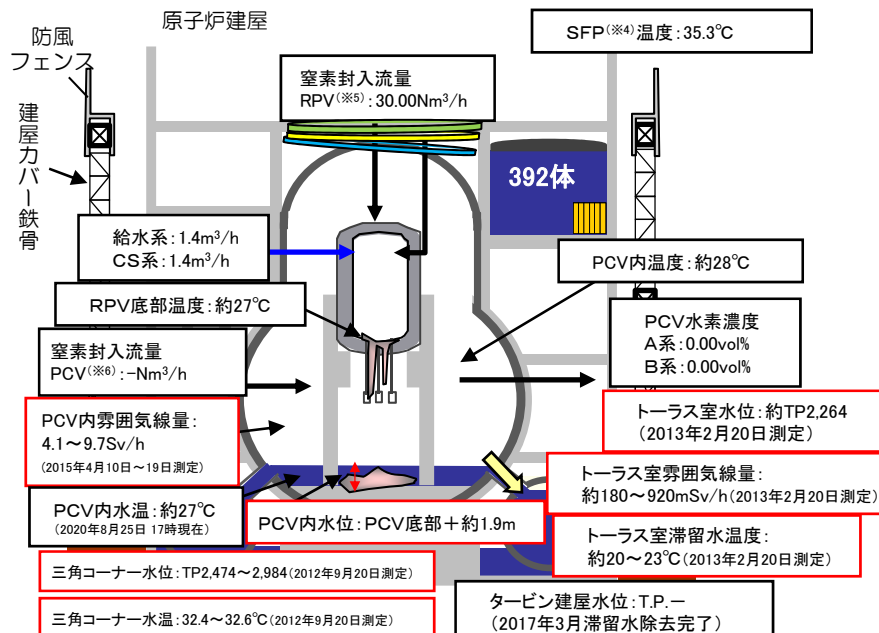 原子炉建屋
防風
フェンス
建屋カバー鉄骨
SFP(※4)温度:35.3℃
窒素封入流量
RPV(※5):30.00Nm³/h
392体
給水系:1.4m³/h
CS系:1.4m³/h
PCV内温度:約28℃
RPV底部温度:約27℃
PCV水素濃度
A系:0.00vol%
B系:0.00vol%
窒素封入流量
PCV(※6):-Nm³/h
トーラス室水位:約TP2,264
(2013年2月20日測定)
PCV内雰囲気線量:
4.1~9.7Sv/h
(2015年4月10日~19日測定)
トーラス室雰囲気線量:
約180~920mSv/h(2013年2月20日測定)
PCV内水温:約27℃
(2020年8月25日 17時現在)
PCV内水位:PCV底部+約1.9m
トーラス室滞留水温度:
約20~23℃(2013年2月20日測定)
三角コーナー水位:TP2,474~2,984(2012年9月20日測定)
三角コーナー水温:32.4~32.6℃(2012年9月20日測定)
タービン建屋水位:T.P.-
(2017年3月滞留水除去完了)